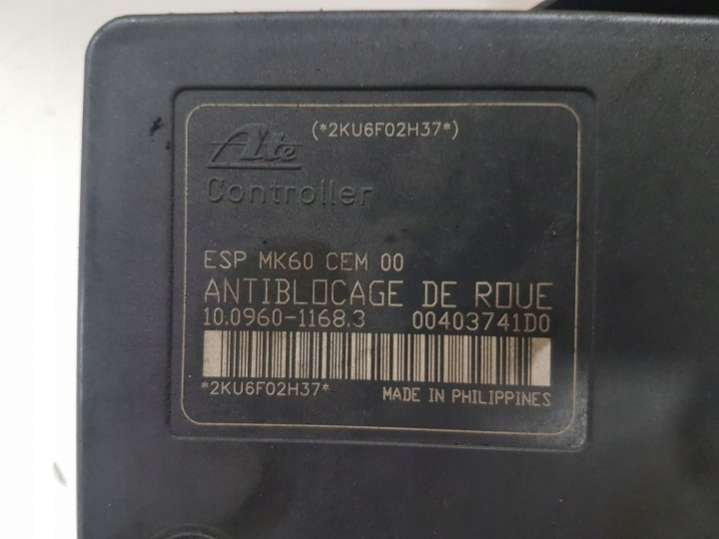 (*2KU6F02H37*)
Ate
Controller
ESP MK60 CEM 00
ANTIBLOCAGE DE ROUE
10.0960-1168.3 00403741D0
*2KU6F02H37* MADE IN PHILIPPINES